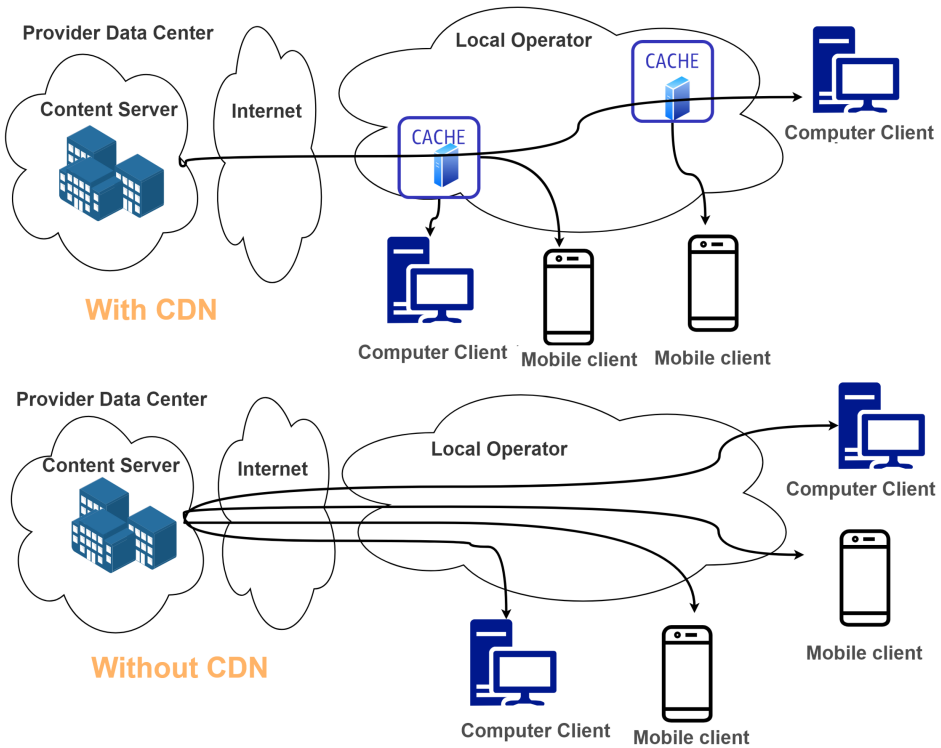 Provider Data Center
Local Operator
CACHE
Content Server
Internet
CACHE
Computer Client
With CDN
Computer Client
Mobile client
Mobile client
Provider Data Center
Local Operator
Content Server
Internet
Computer Client
Without CDN
Mobile client
Computer Client
Mobile client